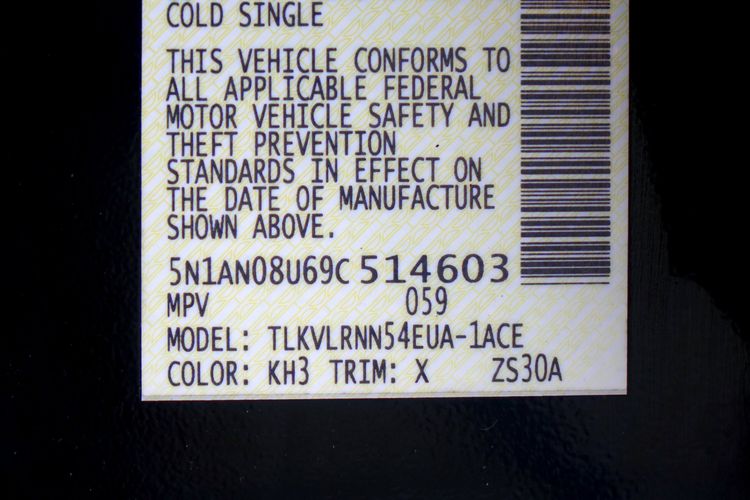 COLD SINGLE
THIS VEHICLE CONFORMS TO
ALL APPLICABLE FEDERAL
MOTOR VEHICLE SAFETY AND
THEFT PREVENTION
STANDARDS IN EFFECT ON
THE DATE OF MANUFACTURE
SHOWN ABOVE.
5N1AN08U69C514603
MPV 059
MODEL: TLKVLRNN54EUA-1ACE
COLOR: KH3 TRIM: X ZS30A